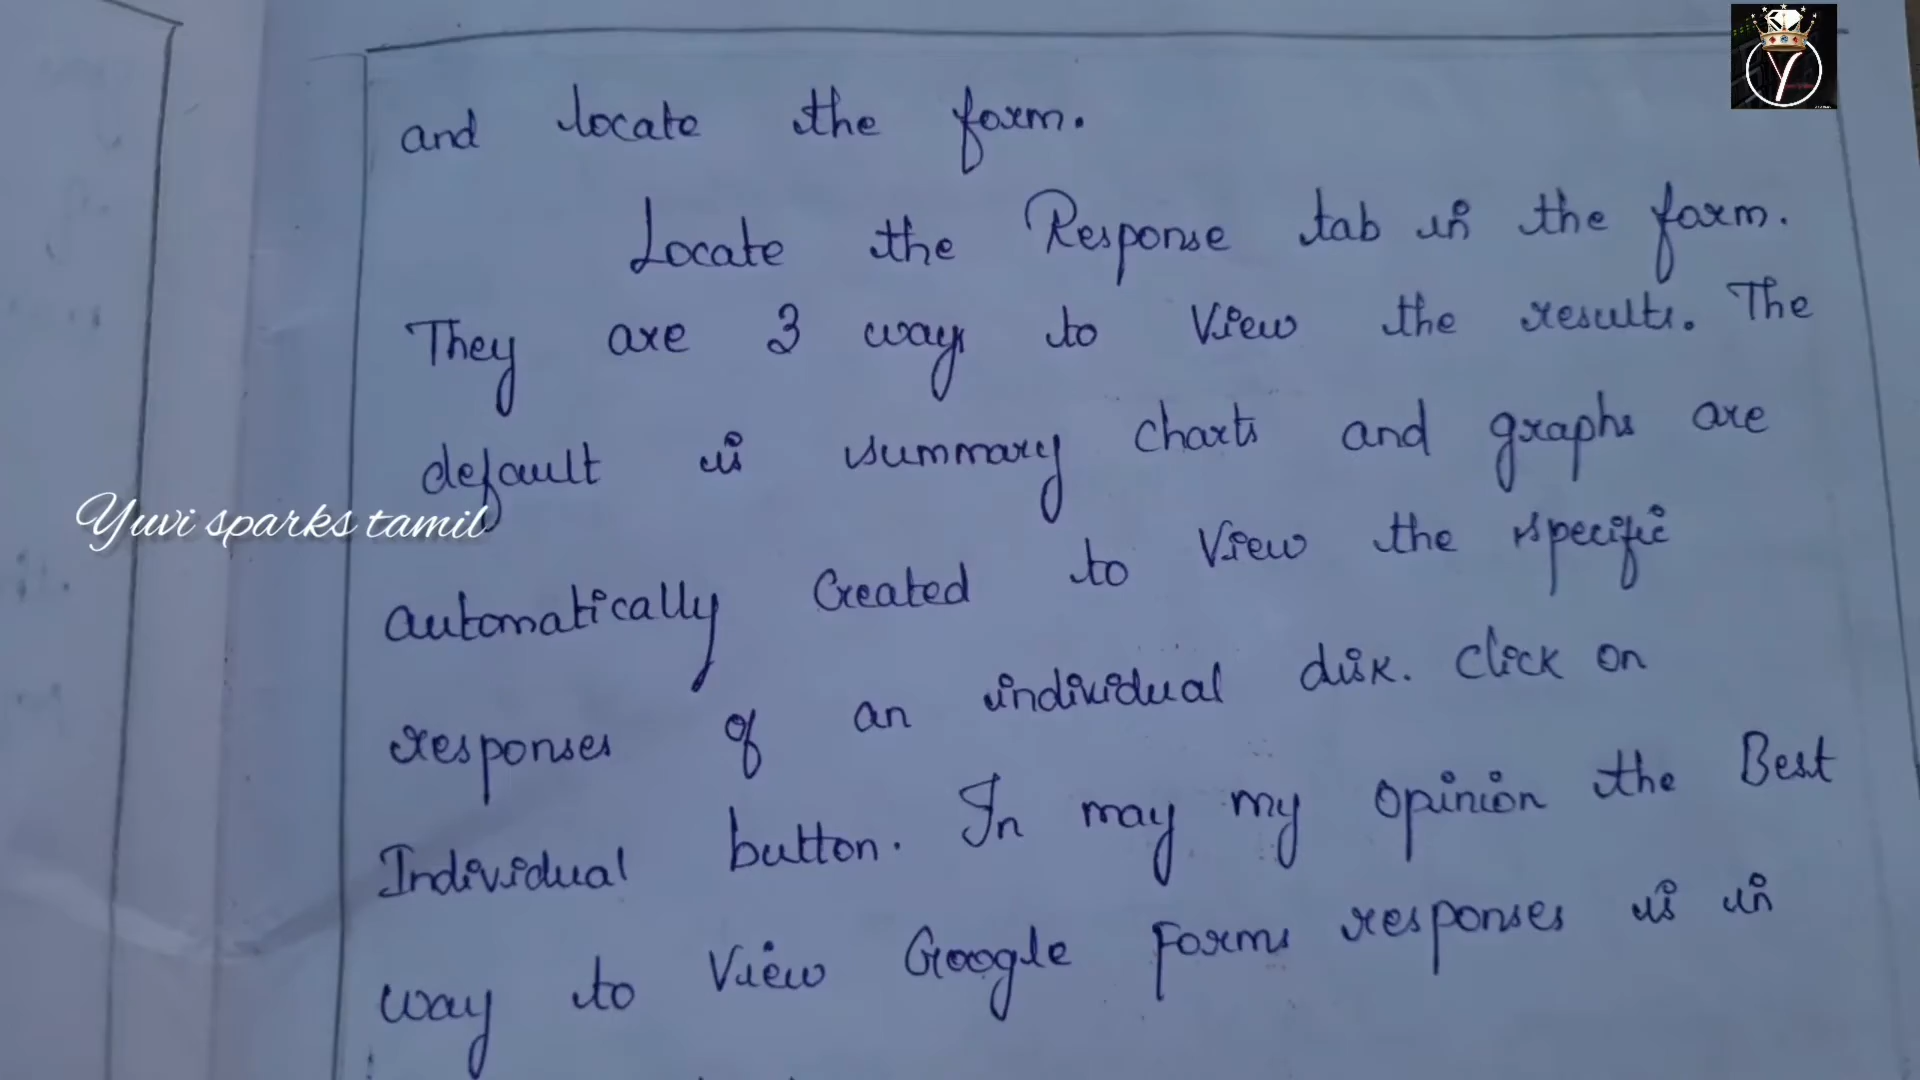 and locate the form.
Locate the Response tab in the form.
They are 3 ways to View the results. The
default is summary charts and graphs are
Yuvi sparks tamil
automatically Created to View the specific
responses of an individual disk. Click on
Individual button. In may my opinion the Best
way to View Google Forms responses is in